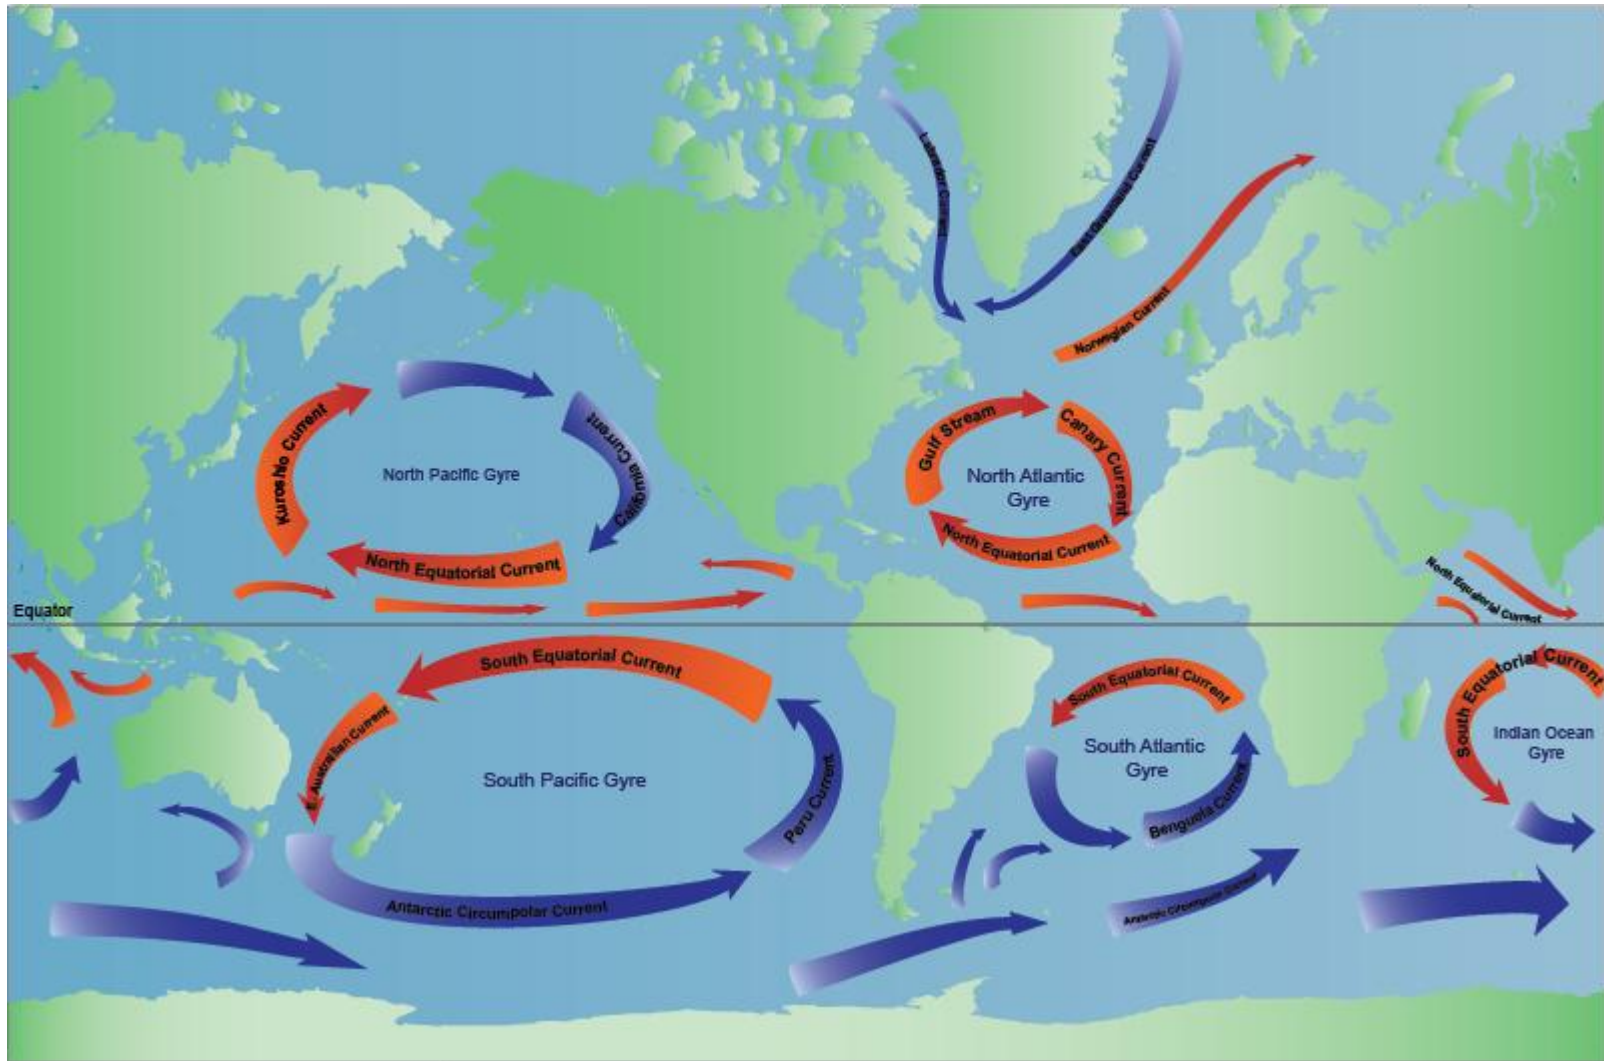 Labrador Current
East Greenland Current
Norwegian Current
Kuroshio Current
California Current
North Pacific Gyre
North Equatorial Current
Gulf Stream
Canary Current
North Atlantic
Gyre
North Equatorial Current
North Equatorial Current
Equator
South Equatorial Current
E. Australian Current
South Pacific Gyre
Peru Current
Antarctic Circumpolar Current
South Equatorial Current
South Atlantic
Gyre
Benguela Current
Antarctic Circumpolar Current
South Equatorial Current
Indian Ocean
Gyre